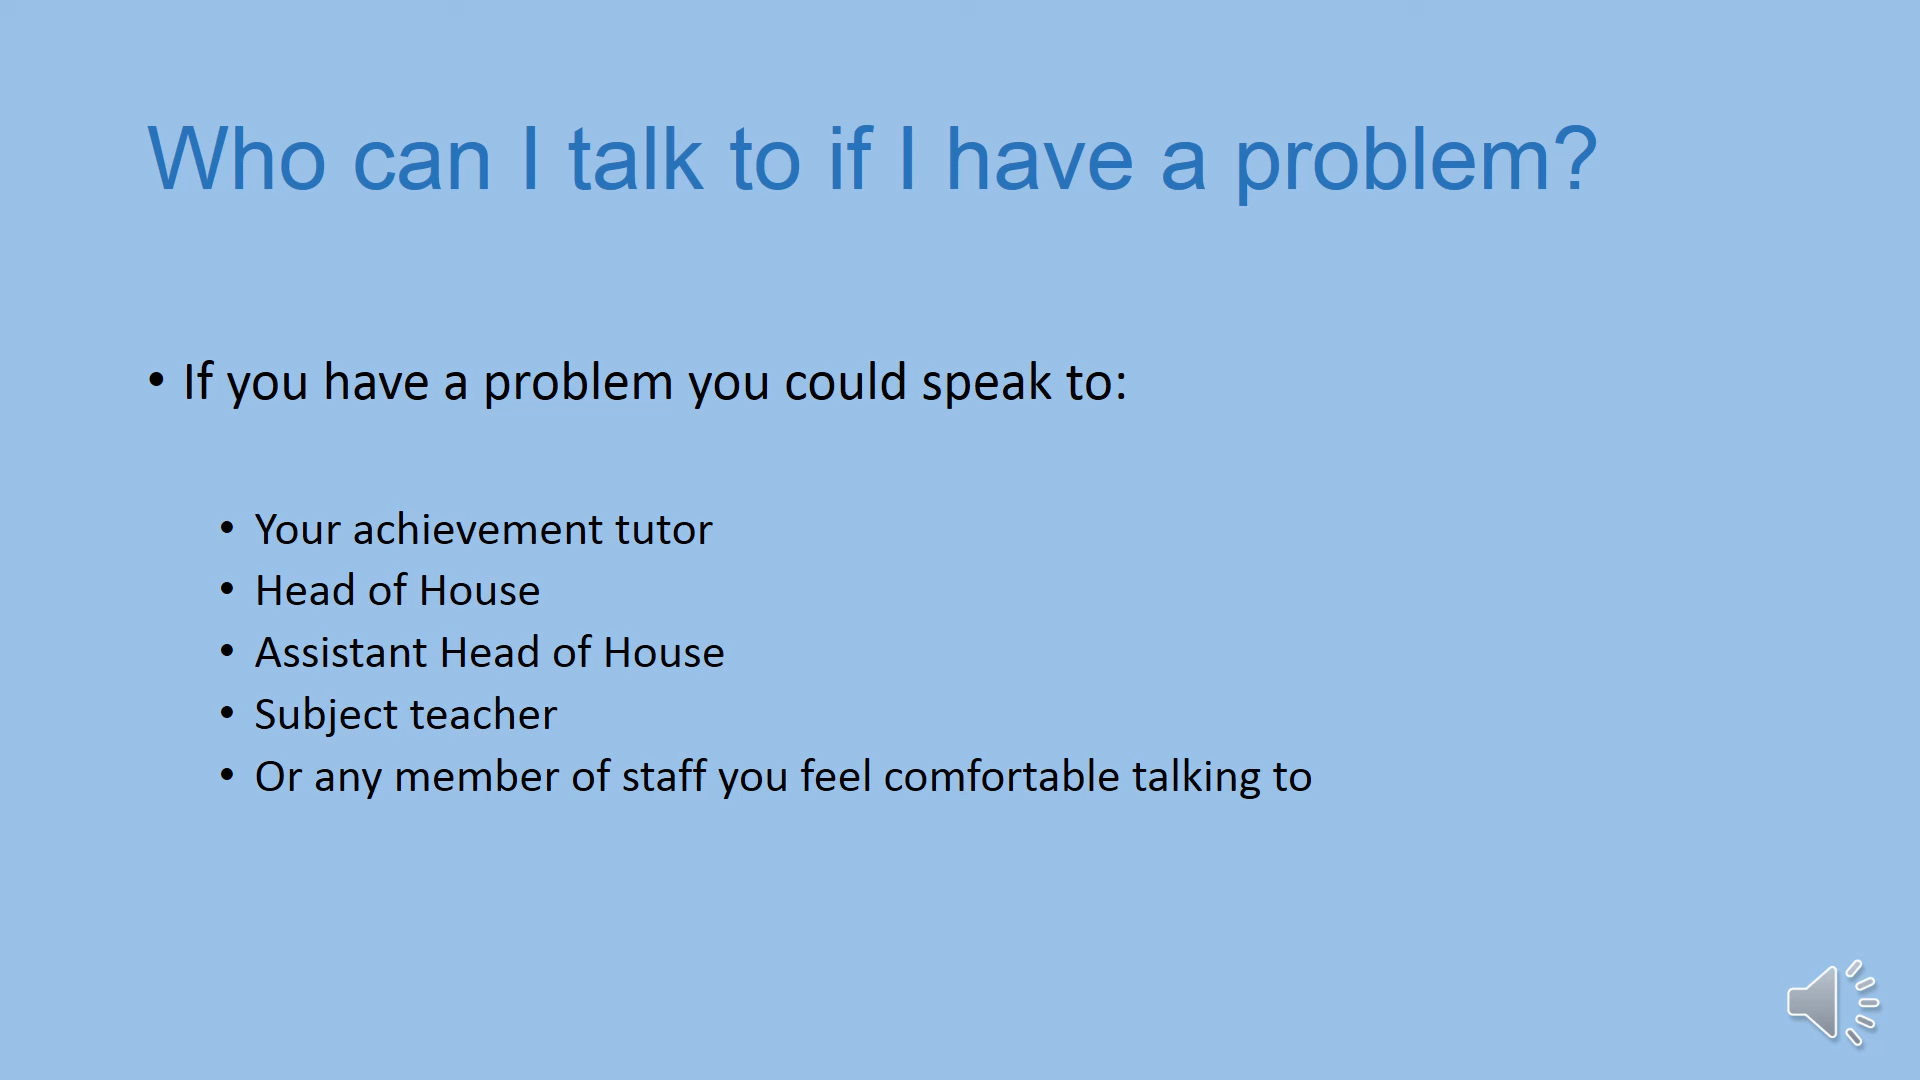 Who can I talk to if I have a problem?
• If you have a problem you could speak to:
• Your achievement tutor
• Head of House
• Assistant Head of House
• Subject teacher
• Or any member of staff you feel comfortable talking to